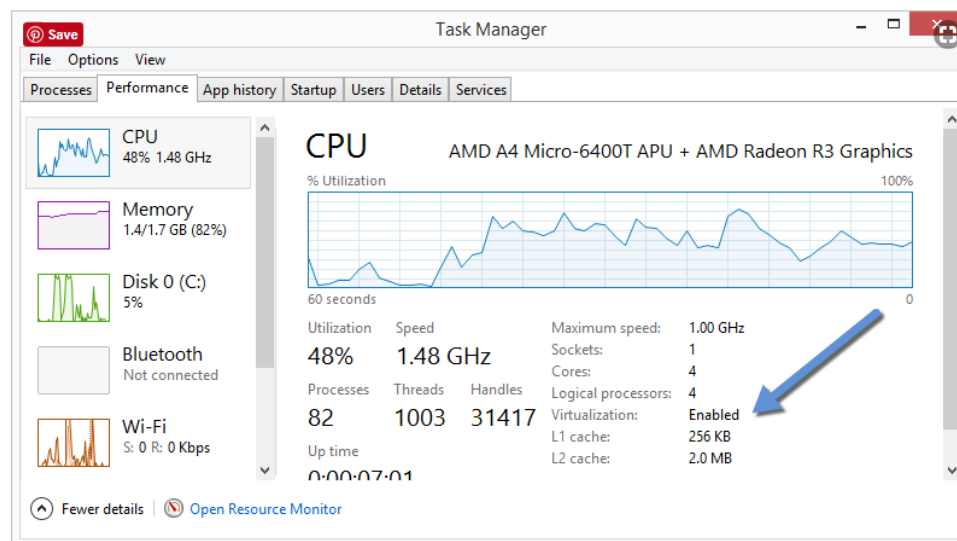 Save
Task Manager
File Options View
Processes Performance App history Startup Users Details Services
CPU
48% 1.48 GHz
Memory
1.4/1.7 GB (82%)
Disk 0 (C:)
5%
Bluetooth
Not connected
Wi-Fi
S: 0 R: 0 Kbps
CPU AMD A4 Micro-6400T APU + AMD Radeon R3 Graphics
% Utilization 100%
60 seconds 0
Utilization Speed
48% 1.48 GHz
Processes Threads Handles
82 1003 31417
Up time
0:00:07:01
Maximum speed: 1.00 GHz
Sockets: 1
Cores: 4
Logical processors: 4
Virtualization: Enabled
L1 cache: 256 KB
L2 cache: 2.0 MB
Fewer details Open Resource Monitor